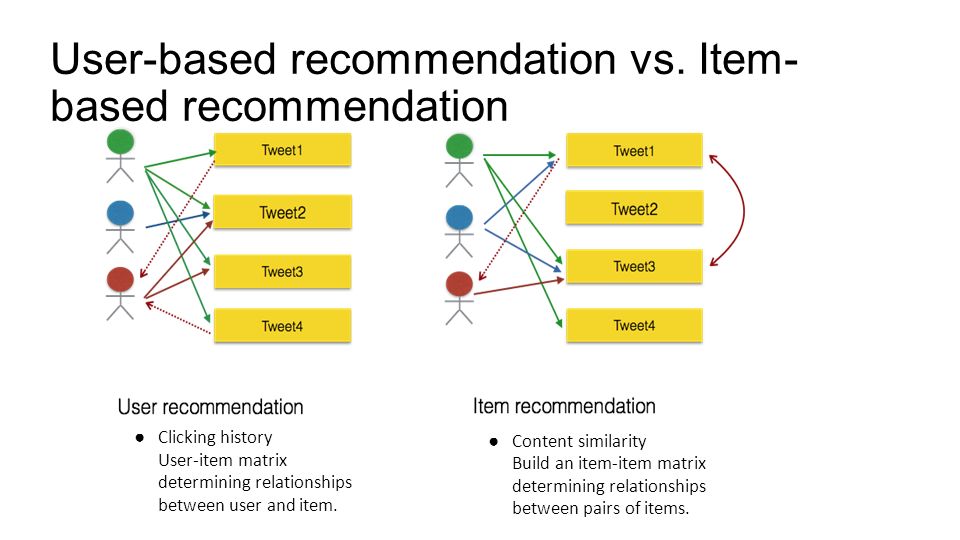 User-based recommendation vs. Item-
based recommendation
Tweet1
Tweet2
Tweet3
Tweet4
User recommendation
● Clicking history
User-item matrix
determining relationships
between user and item.
Tweet1
Tweet2
Tweet3
Tweet4
Item recommendation
● Content similarity
Build an item-item matrix
determining relationships
between pairs of items.